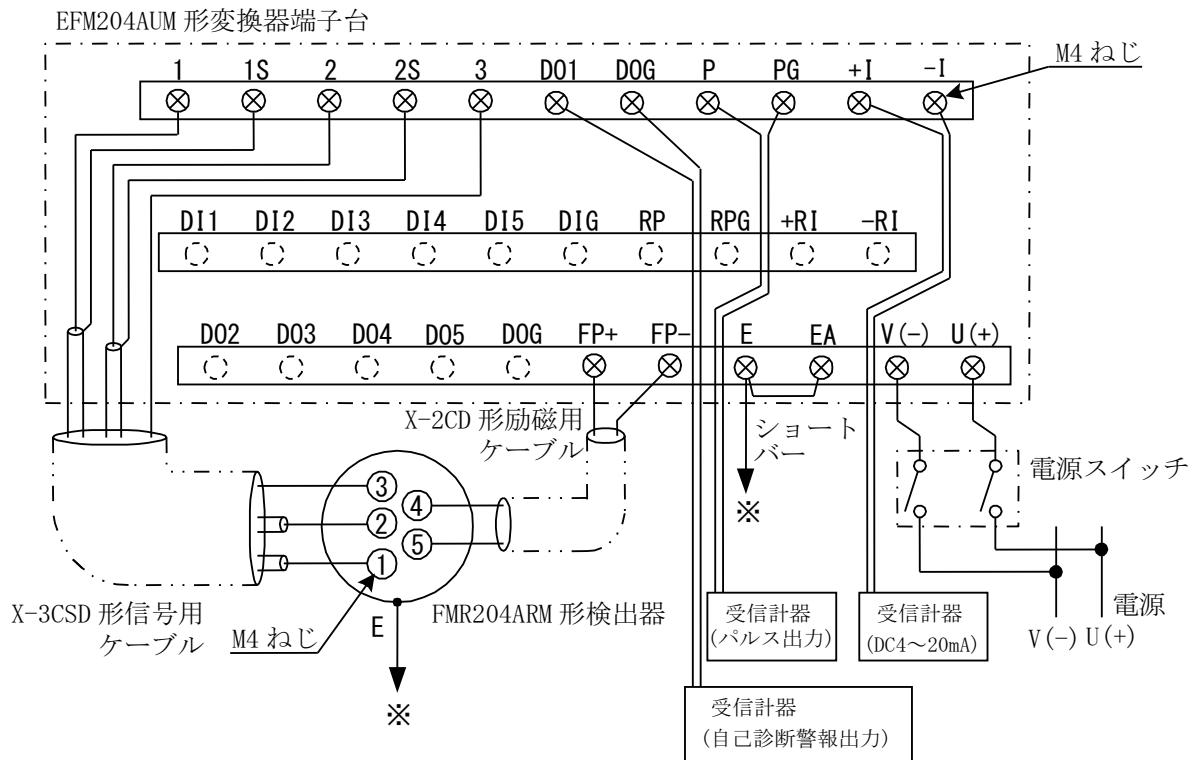 EFM204AUM 形変換器端子台
M4 ねじ
1 1S 2 2S 3 DO1 DOG P PG +I -I
DI1 DI2 DI3 DI4 DI5 DIG RP RPG +RI -RI
DO2 DO3 DO4 DO5 DOG FP+ FP- E EA V(-) U(+)
X-2CD 形励磁用
ケーブル
ショート
バー
※
電源スイッチ
3
4
2
5
1
X-3CSD 形信号用
ケーブル
M4 ねじ
E
※
FMR204ARM 形検出器
受信計器
(パルス出力)
受信計器
(DC4～20mA)
電源
V(-) U(+)
受信計器
(自己診断警報出力)